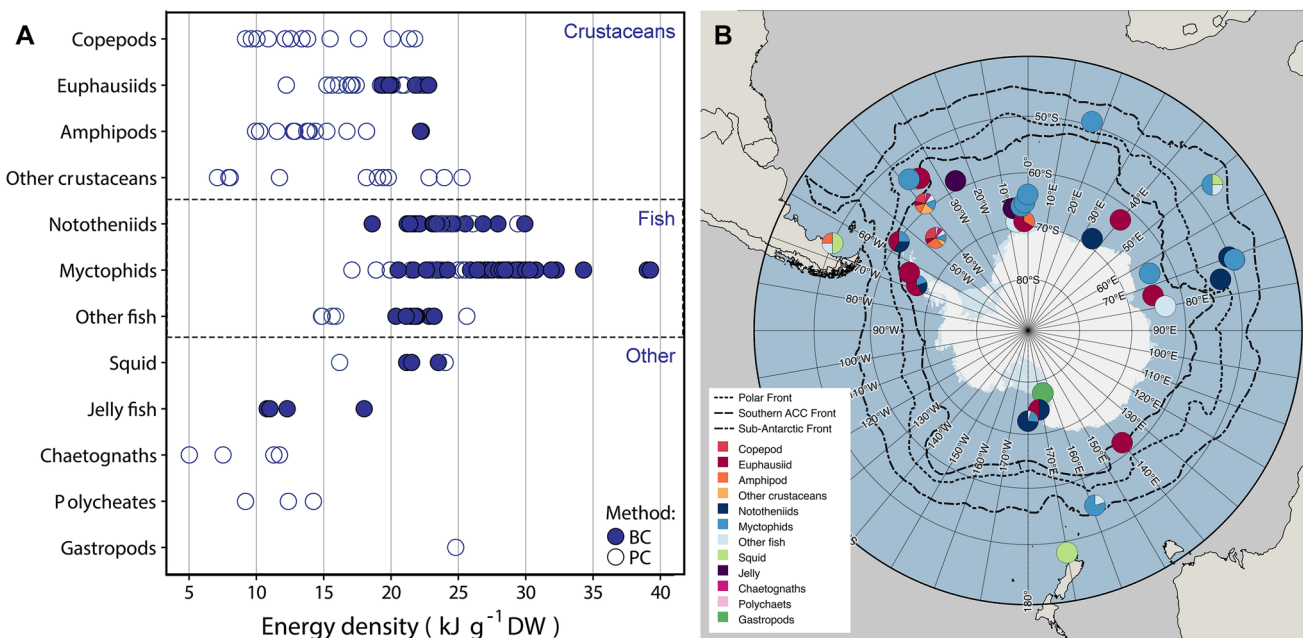 A
Copepods
Euphausiids
Amphipods
Other crustaceans
Nototheniids
Myctophids
Other fish
Squid
Jelly fish
Chaetognaths
Polycheates
Gastropods
Crustaceans
Fish
Other
Method:
BC
PC
5 10 15 20 25 30 35 40
Energy density ( kJ g⁻¹ DW )
B
50°S
60°S
70°S
80°S
0°
10°E
20°E
30°E
40°E
50°E
60°E
70°E
80°E
90°E
100°E
110°E
120°E
130°E
140°E
150°E
160°E
170°E
180°
170°W
160°W
150°W
140°W
130°W
120°W
110°W
100°W
90°W
80°W
70°W
60°W
50°W
40°W
30°W
20°W
Polar Front
Southern ACC Front
Sub-Antarctic Front
Copepod
Euphausiid
Amphipod
Other crustaceans
Nototheniids
Myctophids
Other fish
Squid
Jelly
Chaetognaths
Polychaets
Gastropods